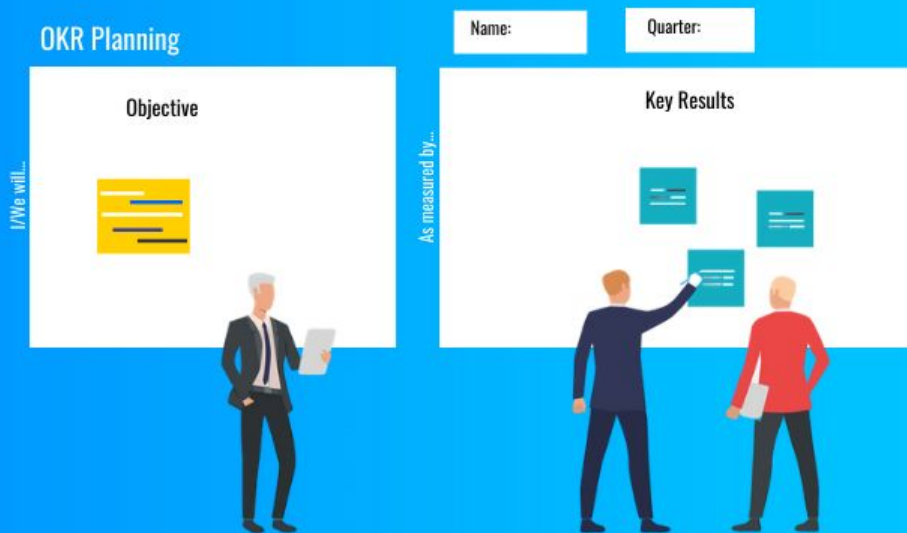 OKR Planning
Name:
Quarter:
I/We will...
Objective
As measured by...
Key Results